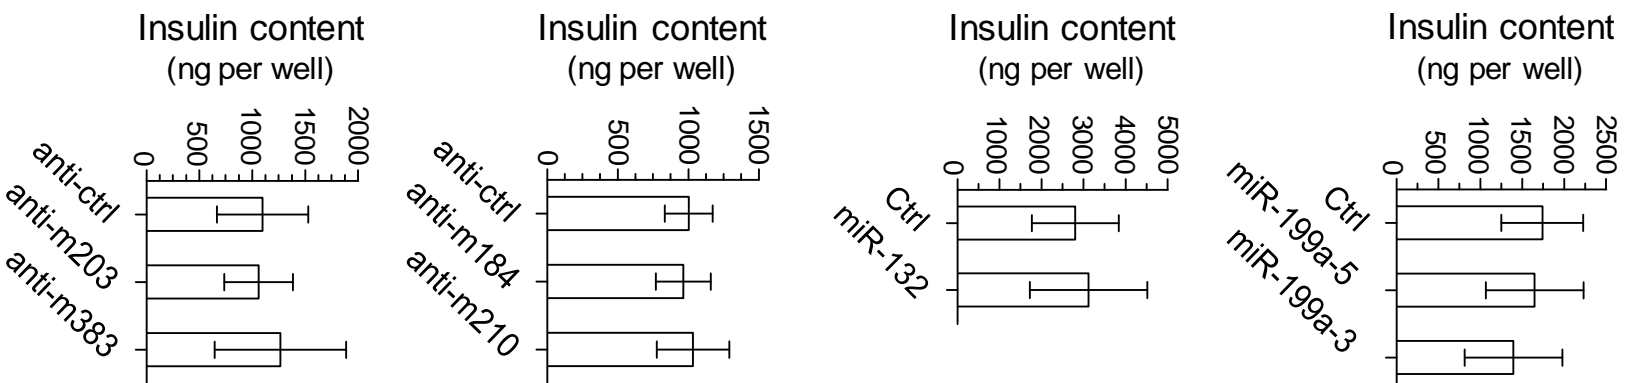 Insulin content
(ng per well)
0
500
1000
1500
2000
anti-ctrl
anti-m203
anti-m383
Insulin content
(ng per well)
0
500
1000
1500
anti-ctrl
anti-m184
anti-m210
Insulin content
(ng per well)
0
1000
2000
3000
4000
5000
Ctrl
miR-132
Insulin content
(ng per well)
0
500
1000
1500
2000
2500
Ctrl
miR-199a-5
miR-199a-3